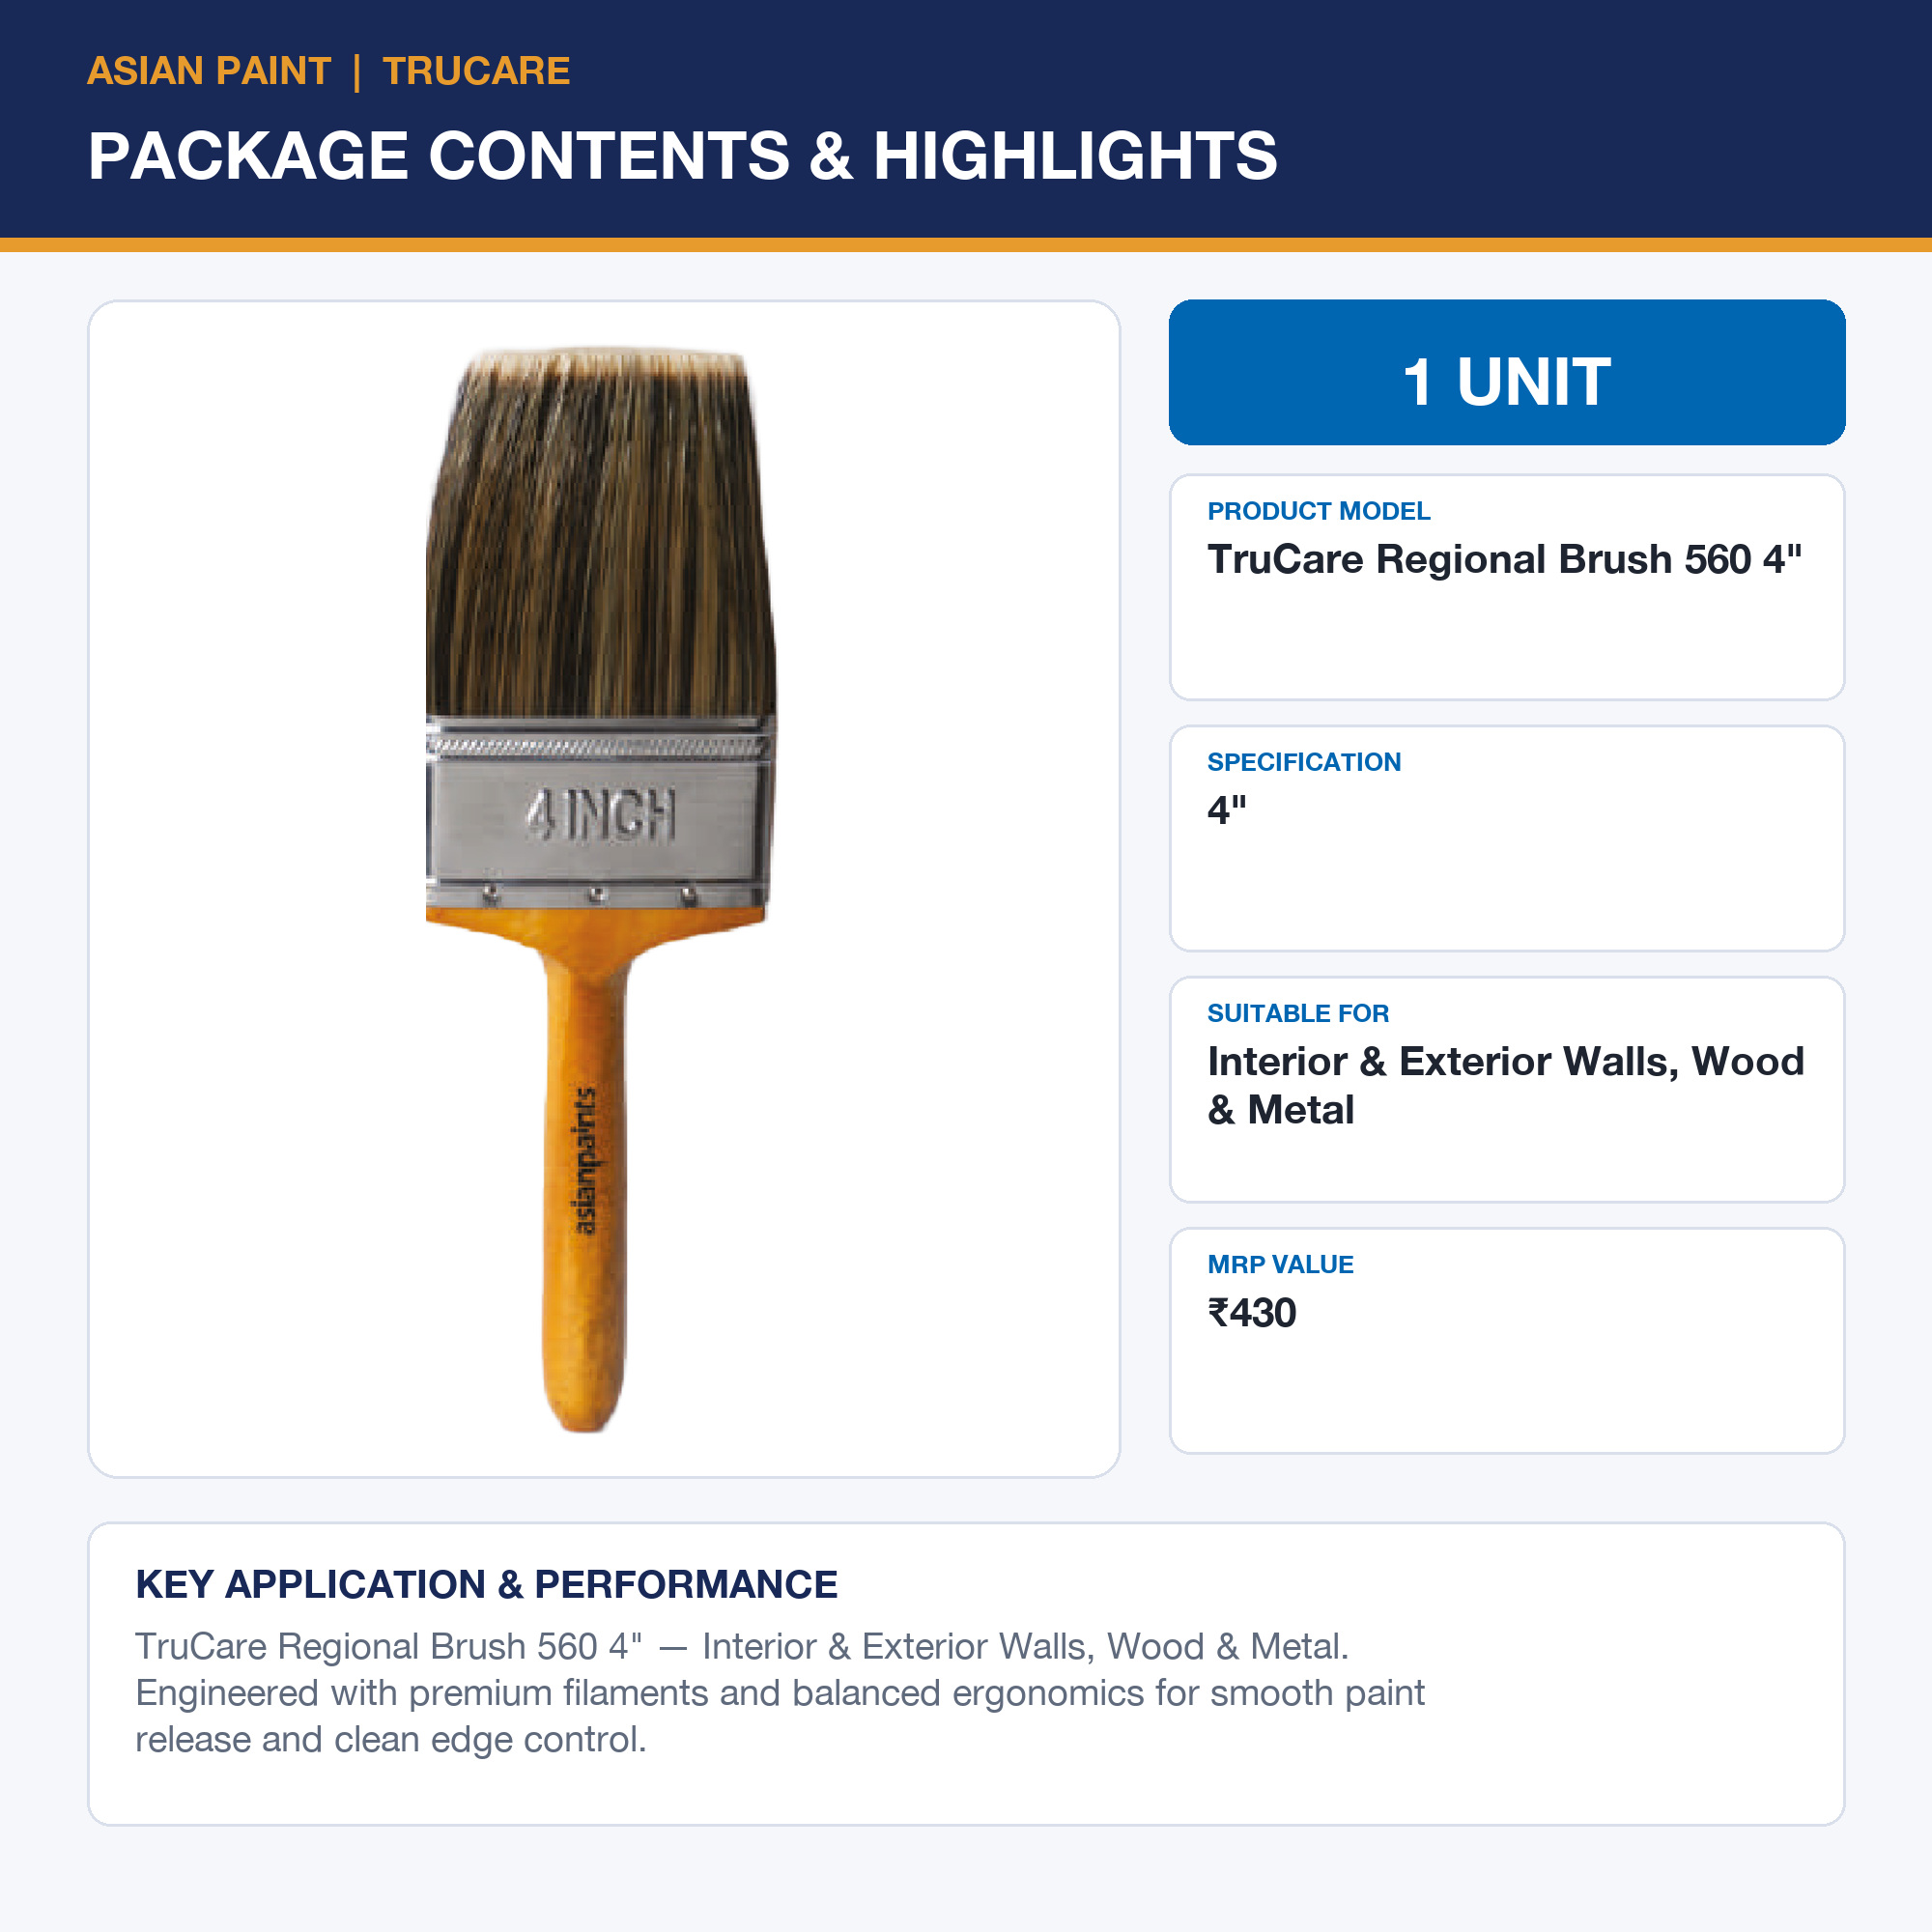 ASIAN PAINT | TRUCARE
PACKAGE CONTENTS & HIGHLIGHTS
4 INCH
asianpaints
1 UNIT
PRODUCT MODEL
TruCare Regional Brush 560 4"
SPECIFICATION
4"
SUITABLE FOR
Interior & Exterior Walls, Wood
& Metal
MRP VALUE
₹430
KEY APPLICATION & PERFORMANCE
TruCare Regional Brush 560 4" — Interior & Exterior Walls, Wood & Metal.
Engineered with premium filaments and balanced ergonomics for smooth paint
release and clean edge control.